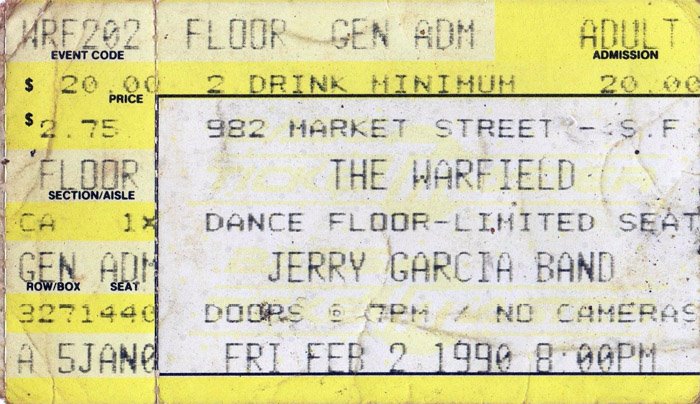 WRF202 FLOOR GEN ADM ADULT
EVENT CODE ADMISSION
$ 20.00 2 DRINK MINIMUM 20.00
PRICE
$ 2.75 982 MARKET STREET - S.F
FLOOR THE WARFIELD
SECTION/AISLE
CA 1x DANCE FLOOR-LIMITED SEAT
GEN ADM JERRY GARCIA BAND
ROW/BOX SEAT
3271440 DOORS @ 7PM / NO CAMERAS
A 5JAN0 FRI FEB 2 1990 8:00PM